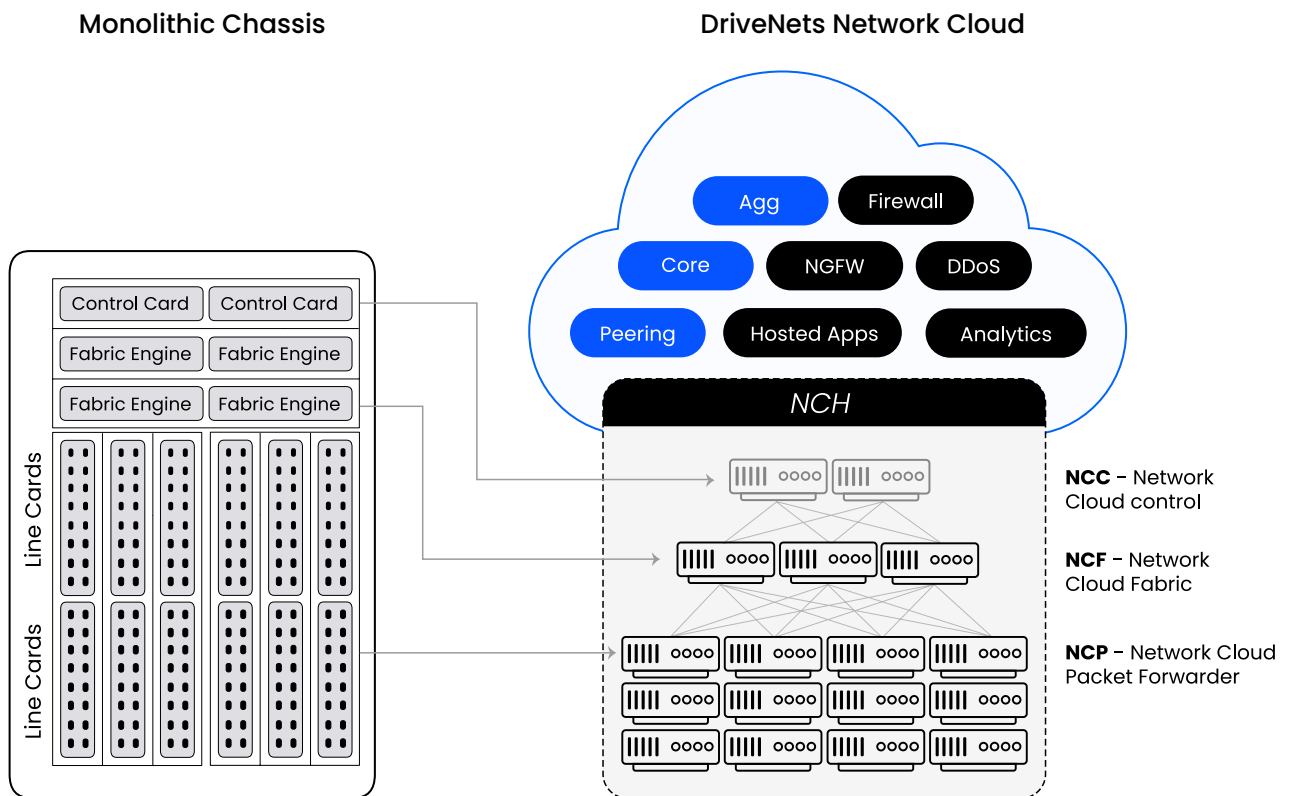 Monolithic Chassis
DriveNets Network Cloud
Control Card
Control Card
Fabric Engine
Fabric Engine
Fabric Engine
Fabric Engine
Line Cards
Line Cards
Agg
Firewall
Core
NGFW
DDoS
Peering
Hosted Apps
Analytics
NCH
NCC - Network
Cloud control
NCF - Network
Cloud Fabric
NCP - Network Cloud
Packet Forwarder